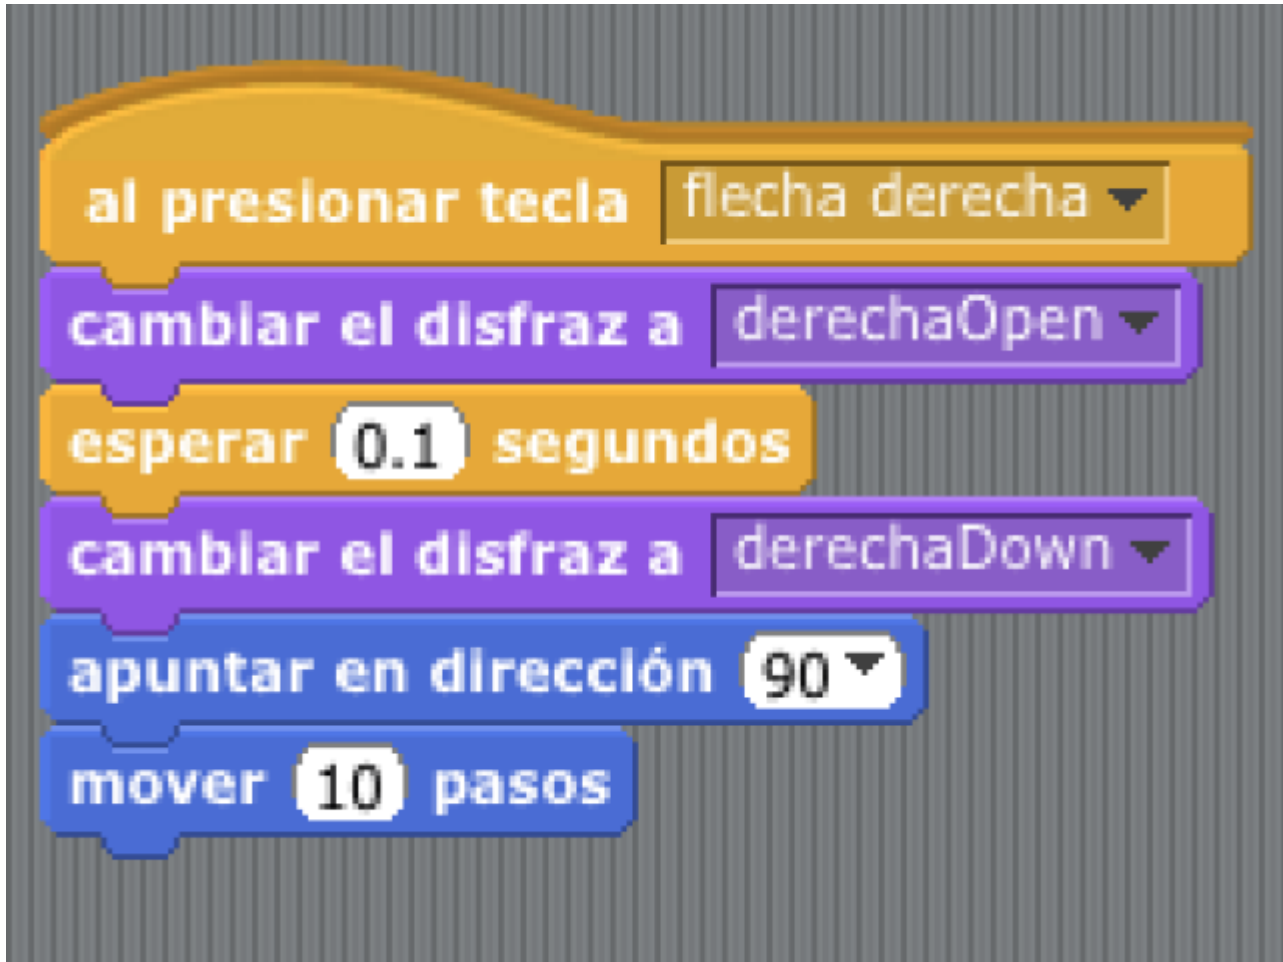 al presionar tecla flecha derecha
cambiar el disfraz a derechaOpen
esperar 0.1 segundos
cambiar el disfraz a derechaDown
apuntar en dirección 90
mover 10 pasos